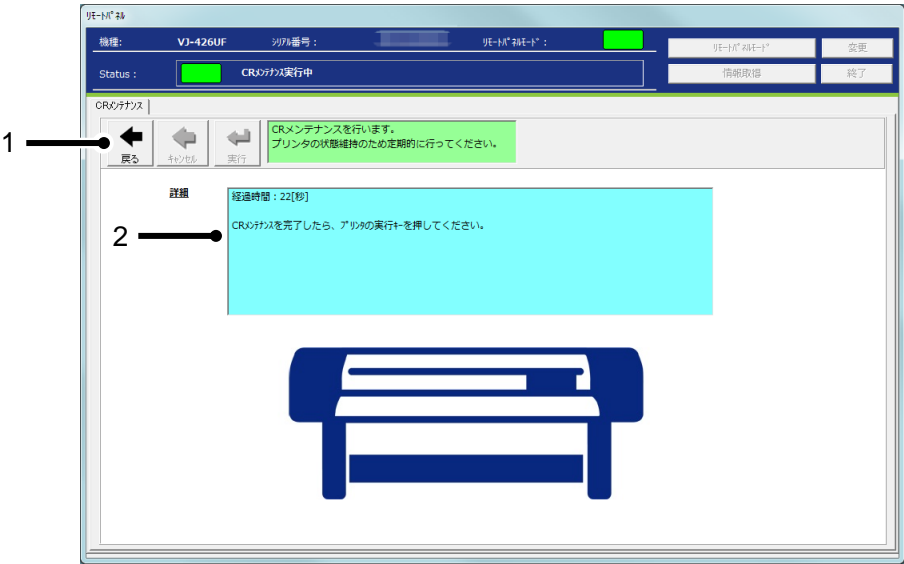 ﾘﾓｰﾄﾊﾟﾈﾙ
機種: VJ-426UF ｼﾘｱﾙ番号： ﾘﾓｰﾄﾊﾟﾈﾙﾓｰﾄﾞ：
ﾘﾓｰﾄﾊﾟﾈﾙﾓｰﾄﾞ 変更
Status： CRﾒﾝﾃﾅﾝｽ実行中
情報取得 終了
CRﾒﾝﾃﾅﾝｽ
1
戻る ｷｬﾝｾﾙ 実行
CRメンテナンスを行います。
プリンタの状態維持のため定期的に行ってください。
詳細
経過時間：22[秒]
2
CRﾒﾝﾃﾅﾝｽを完了したら、ﾌﾟﾘﾝﾀの実行ｷｰを押してください。